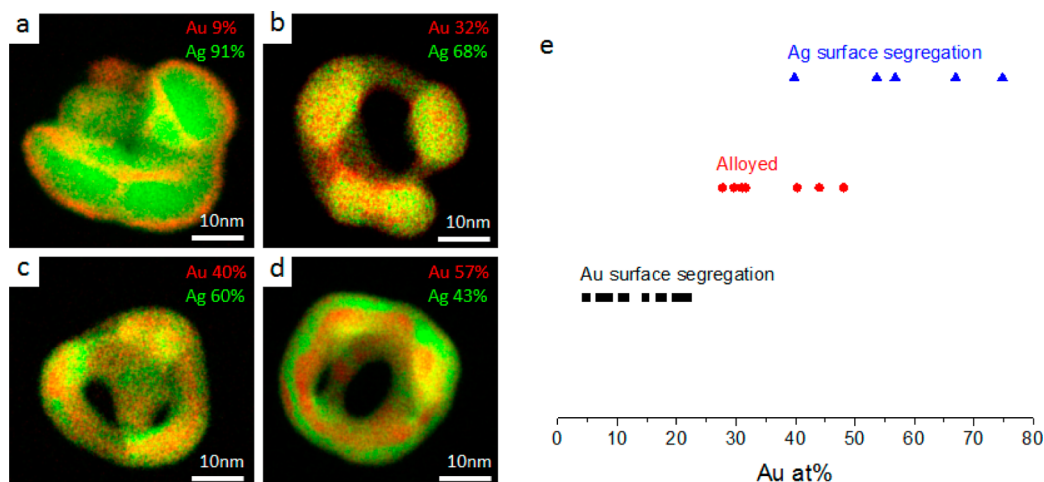 a
Au 9%
Ag 91%
10nm
b
Au 32%
Ag 68%
10nm
c
Au 40%
Ag 60%
10nm
d
Au 57%
Ag 43%
10nm
e
Ag surface segregation
Alloyed
Au surface segregation
0 10 20 30 40 50 60 70 80
Au at%